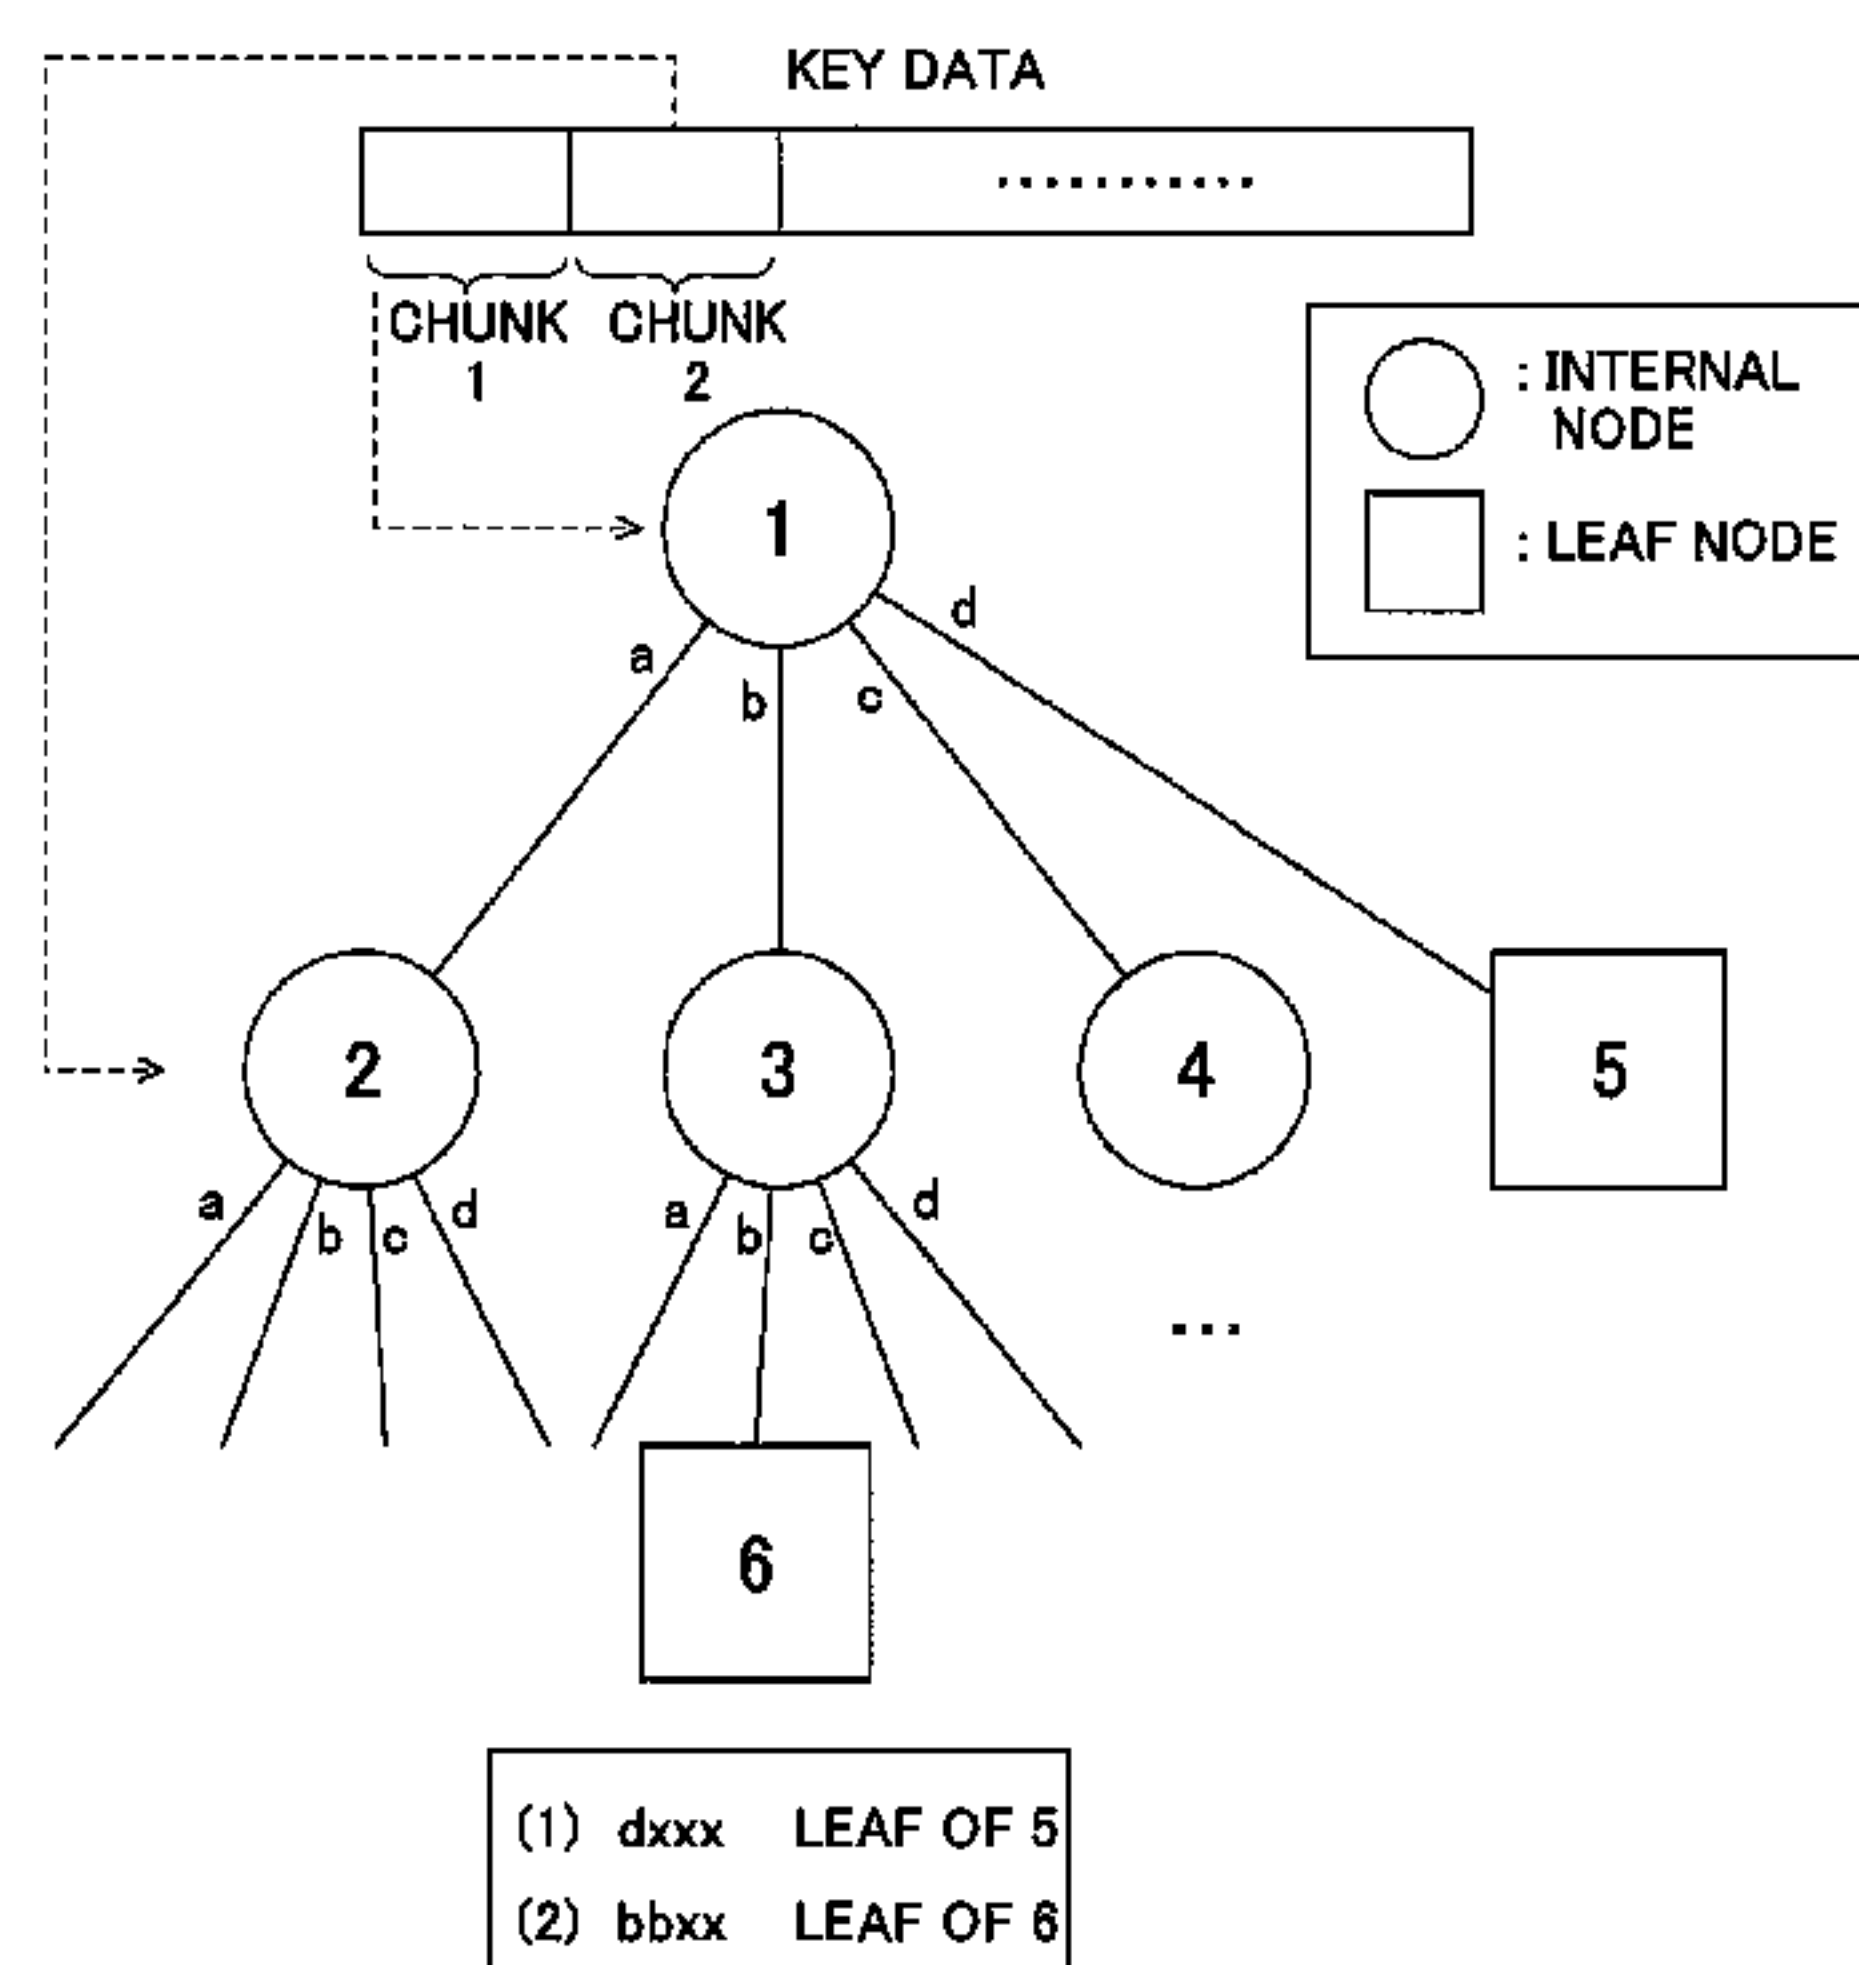 KEY DATA
...........
CHUNK CHUNK
1 2
: INTERNAL
NODE
: LEAF NODE
1
a b c d
2 3 4 5
a b c d a b c d
...
6
(1) dxxx LEAF OF 5
(2) bbxx LEAF OF 6